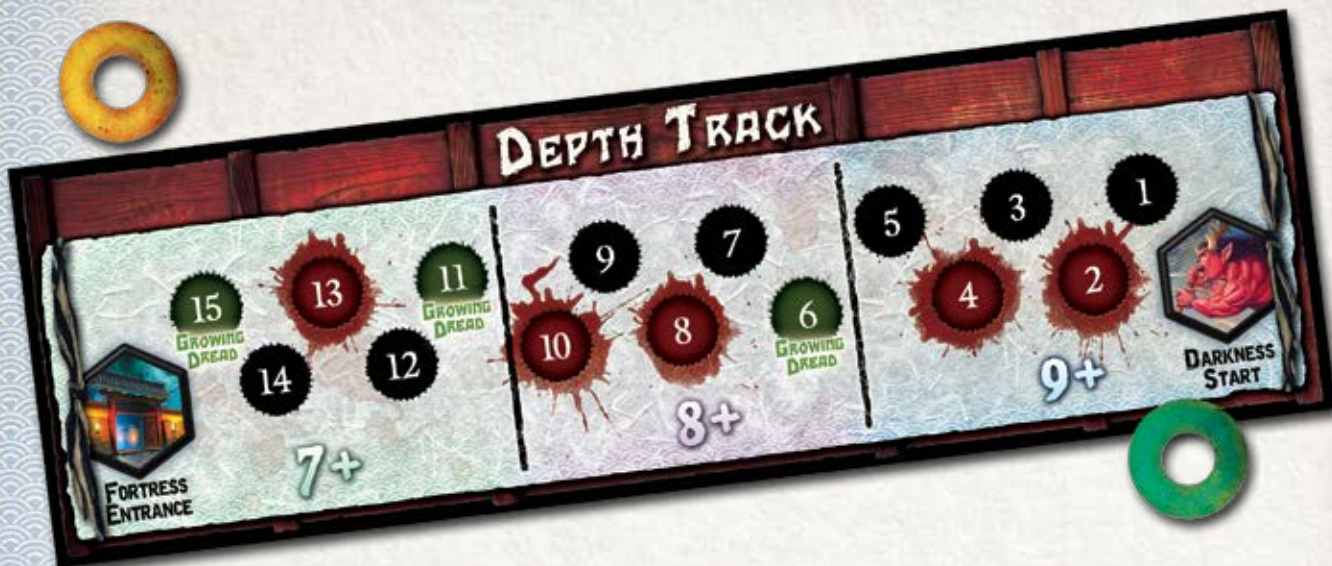 DEPTH TRACK
15
GROWING
DREAD
13
11
GROWING
DREAD
14
12
7+
FORTRESS
ENTRANCE
9
7
10
8
6
GROWING
DREAD
8+
5
3
1
4
2
9+
DARKNESS
START